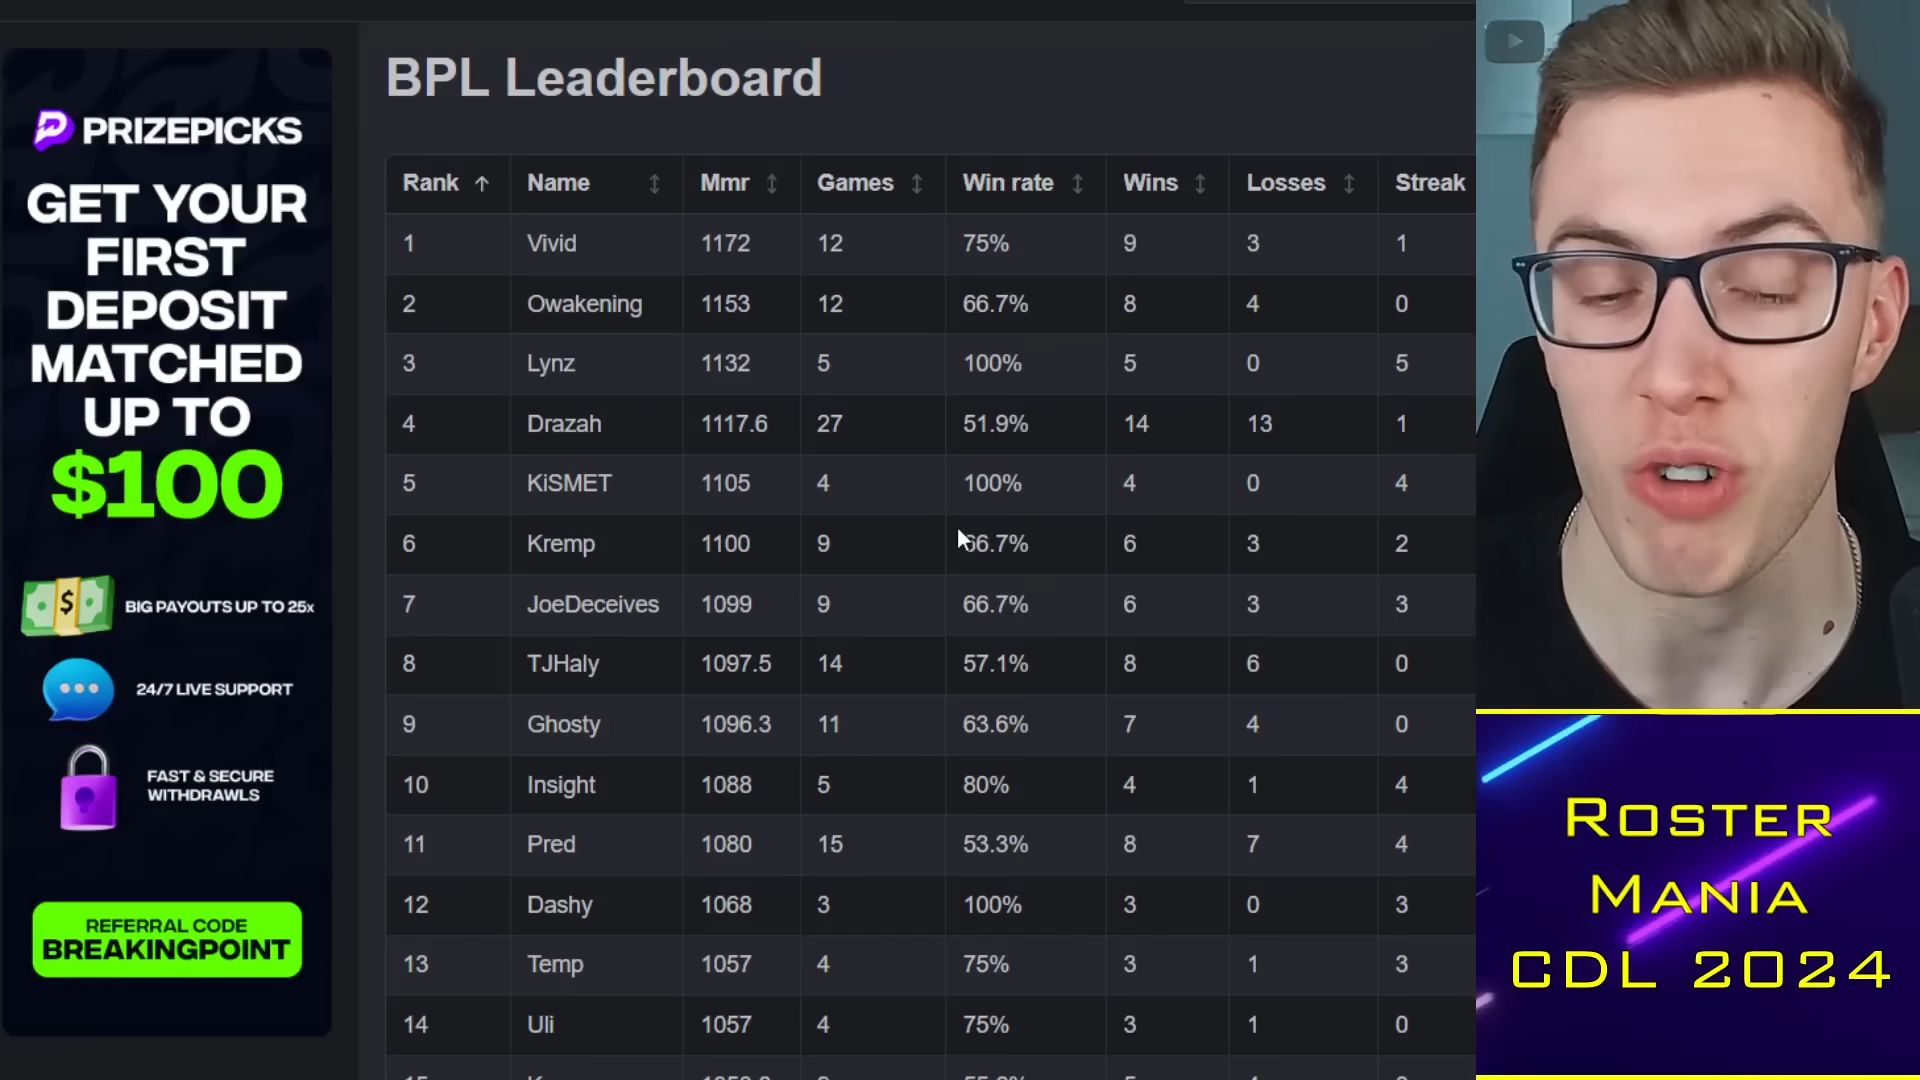 PRIZEPICKS
GET YOUR
FIRST
DEPOSIT
MATCHED
UP TO
$100
$
BIG PAYOUTS UP TO 25x
24/7 LIVE SUPPORT
FAST & SECURE
WITHDRAWLS
REFERRAL CODE
BREAKINGPOINT
BPL Leaderboard
Rank Name Mmr Games Win rate Wins Losses Streak
1 Vivid 1172 12 75% 9 3 1
2 Owakening 1153 12 66.7% 8 4 0
3 Lynz 1132 5 100% 5 0 5
4 Drazah 1117.6 27 51.9% 14 13 1
5 KiSMET 1105 4 100% 4 0 4
6 Kremp 1100 9 66.7% 6 3 2
7 JoeDeceives 1099 9 66.7% 6 3 3
8 TJHaly 1097.5 14 57.1% 8 6 0
9 Ghosty 1096.3 11 63.6% 7 4 0
10 Insight 1088 5 80% 4 1 4
11 Pred 1080 15 53.3% 8 7 4
12 Dashy 1068 3 100% 3 0 3
13 Temp 1057 4 75% 3 1 3
14 Uli 1057 4 75% 3 1 0
Roster
Mania
CDL 2024